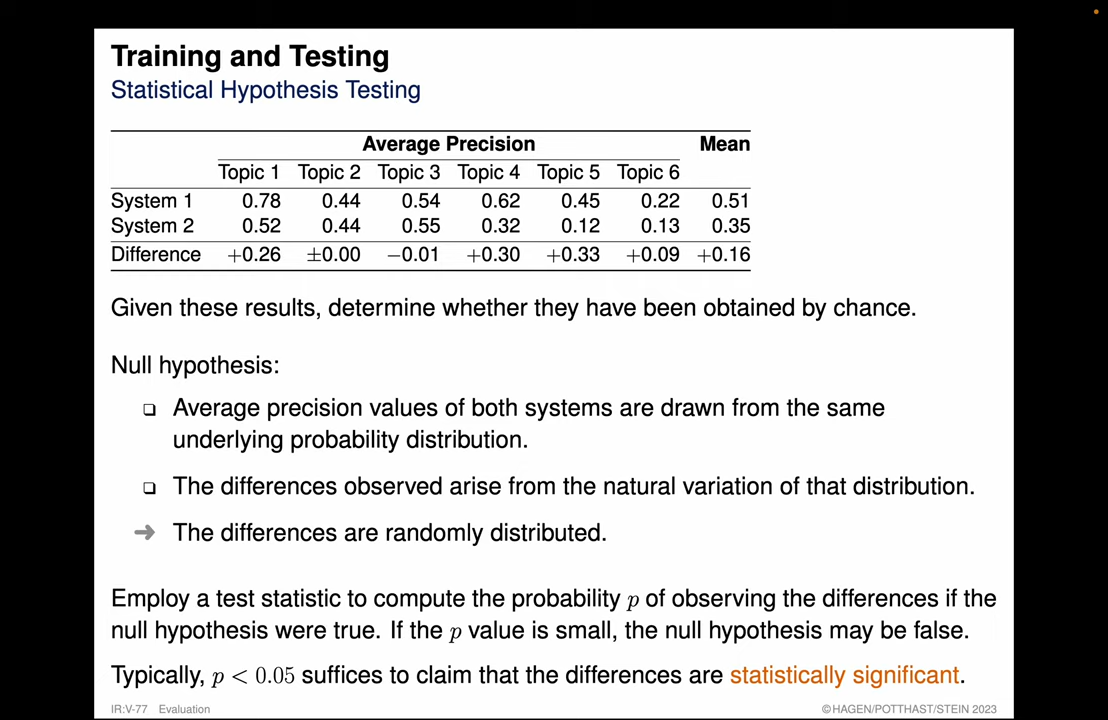 Training and Testing
Statistical Hypothesis Testing
Average Precision Mean
Topic 1 Topic 2 Topic 3 Topic 4 Topic 5 Topic 6
System 1 0.78 0.44 0.54 0.62 0.45 0.22 0.51
System 2 0.52 0.44 0.55 0.32 0.12 0.13 0.35
Difference +0.26 ±0.00 −0.01 +0.30 +0.33 +0.09 +0.16
Given these results, determine whether they have been obtained by chance.
Null hypothesis:
❑ Average precision values of both systems are drawn from the same
underlying probability distribution.
❑ The differences observed arise from the natural variation of that distribution.
➜ The differences are randomly distributed.
Employ a test statistic to compute the probability p of observing the differences if the
null hypothesis were true. If the p value is small, the null hypothesis may be false.
Typically, p < 0.05 suffices to claim that the differences are statistically significant.
IR:V-77 Evaluation ©HAGEN/POTTHAST/STEIN 2023